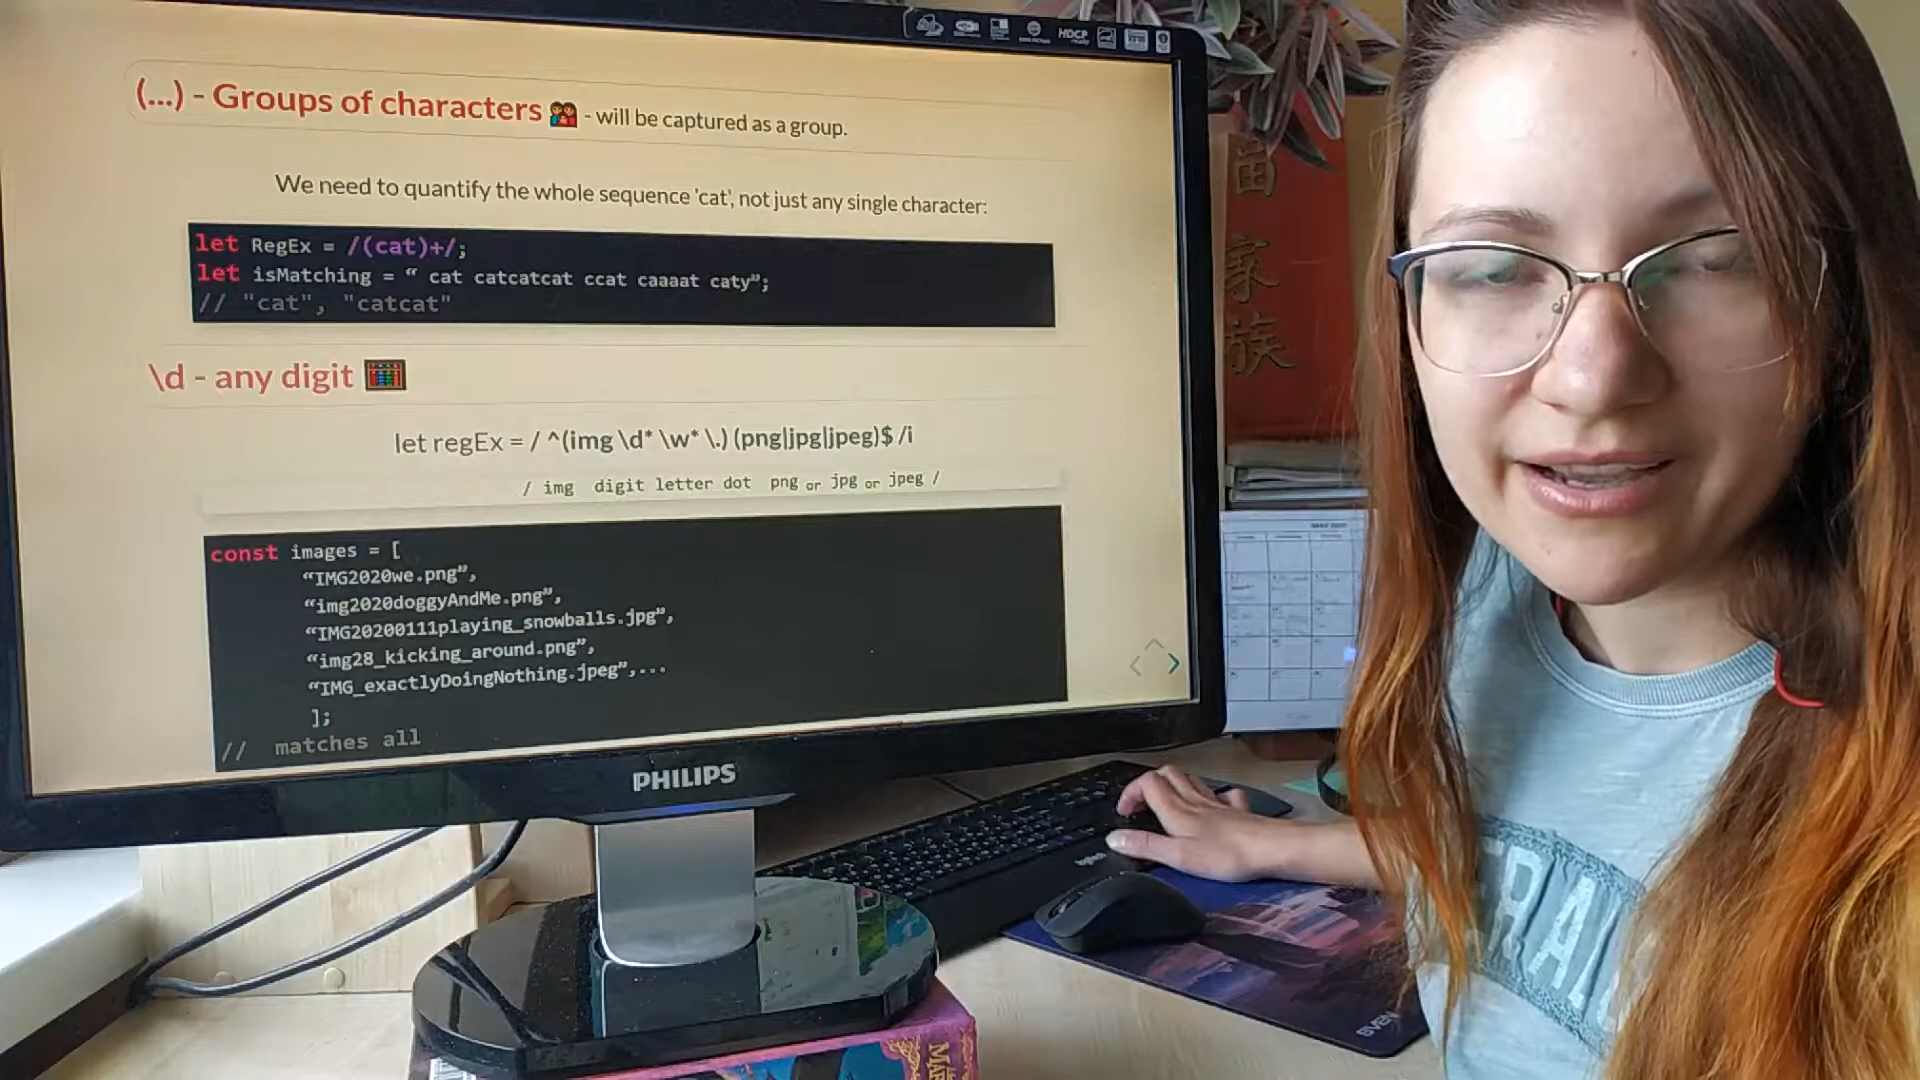 HDCP
(...) - Groups of characters - will be captured as a group.
We need to quantify the whole sequence 'cat', not just any single character:
let RegEx = /(cat)+/;
let isMatching = “ cat catcatcat ccat caaaat caty”;
// "cat", "catcat"
\d - any digit
let regEx = / ^(img \d* \w* \.) (png|jpg|jpeg)$ /i
/ img digit letter dot png or jpg or jpeg /
const images = [
“IMG2020we.png”,
“img2020doggyAndMe.png”,
“IMG20200111playing_snowballs.jpg”,
“img28_kicking_around.png”,
“IMG_exactlyDoingNothing.jpeg”,...
];
// matches all
PHILIPS
家
族
SVEN